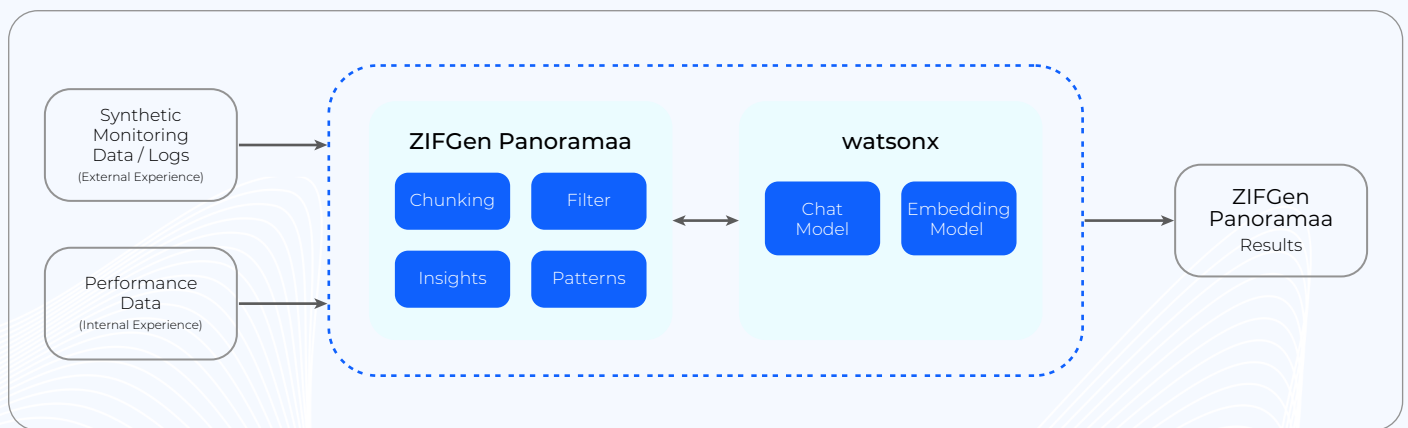 Synthetic
Monitoring
Data / Logs
(External Experience)
Performance
Data
(Internal Experience)
ZIFGen Panoramaa
Chunking
Filter
Insights
Patterns
watsonx
Chat
Model
Embedding
Model
ZIFGen
Panoramaa
Results